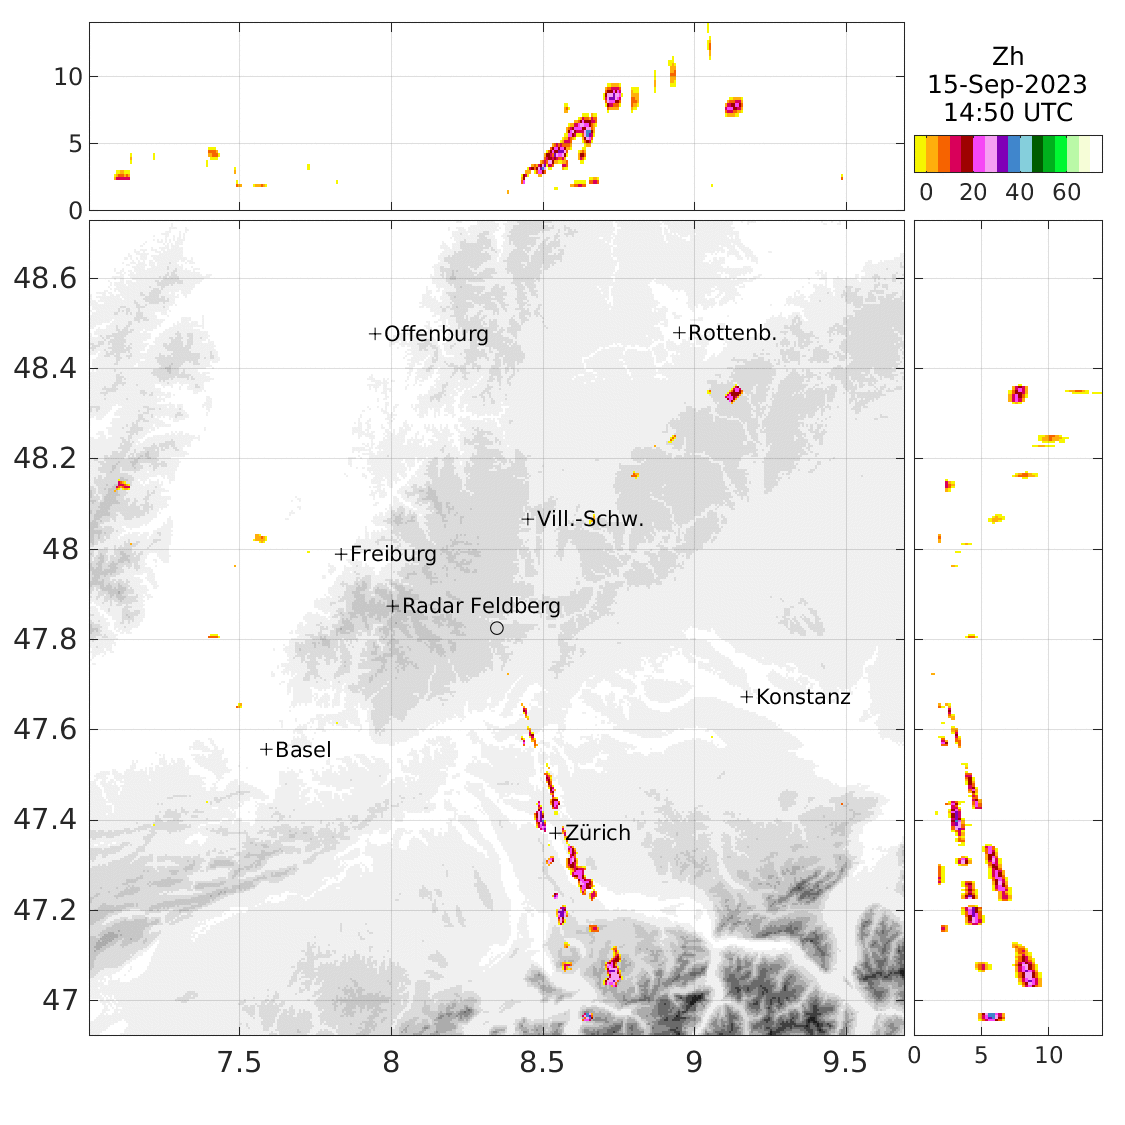 10
5
0
Zh
15-Sep-2023
14:50 UTC
0 20 40 60
48.6
48.4
48.2
48
47.8
47.6
47.4
47.2
47
Offenburg
Rottenb.
Vill.-Schw.
Freiburg
Radar Feldberg
Konstanz
Basel
Zürich
7.5 8 8.5 9 9.5
0 5 10